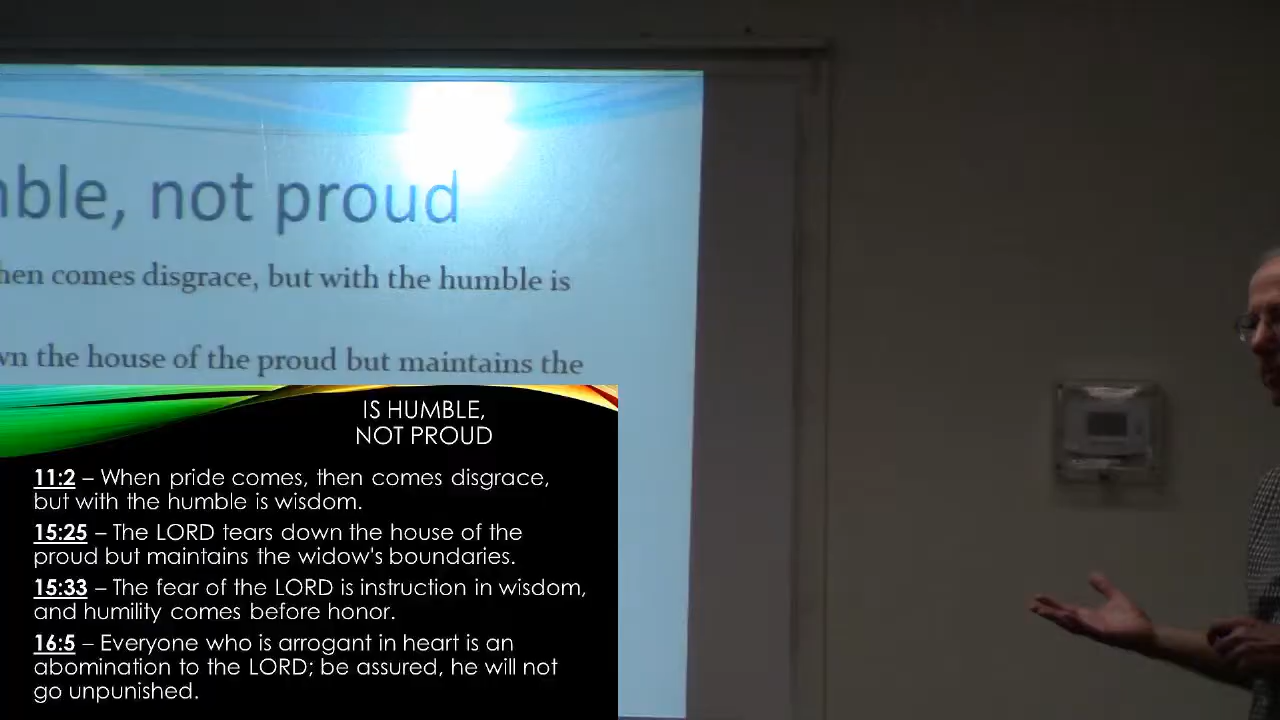 mble, not proud
hen comes disgrace, but with the humble is
wn the house of the proud but maintains the
IS HUMBLE,
NOT PROUD
11:2 – When pride comes, then comes disgrace,
but with the humble is wisdom.
15:25 – The LORD tears down the house of the
proud but maintains the widow's boundaries.
15:33 – The fear of the LORD is instruction in wisdom,
and humility comes before honor.
16:5 – Everyone who is arrogant in heart is an
abomination to the LORD; be assured, he will not
go unpunished.